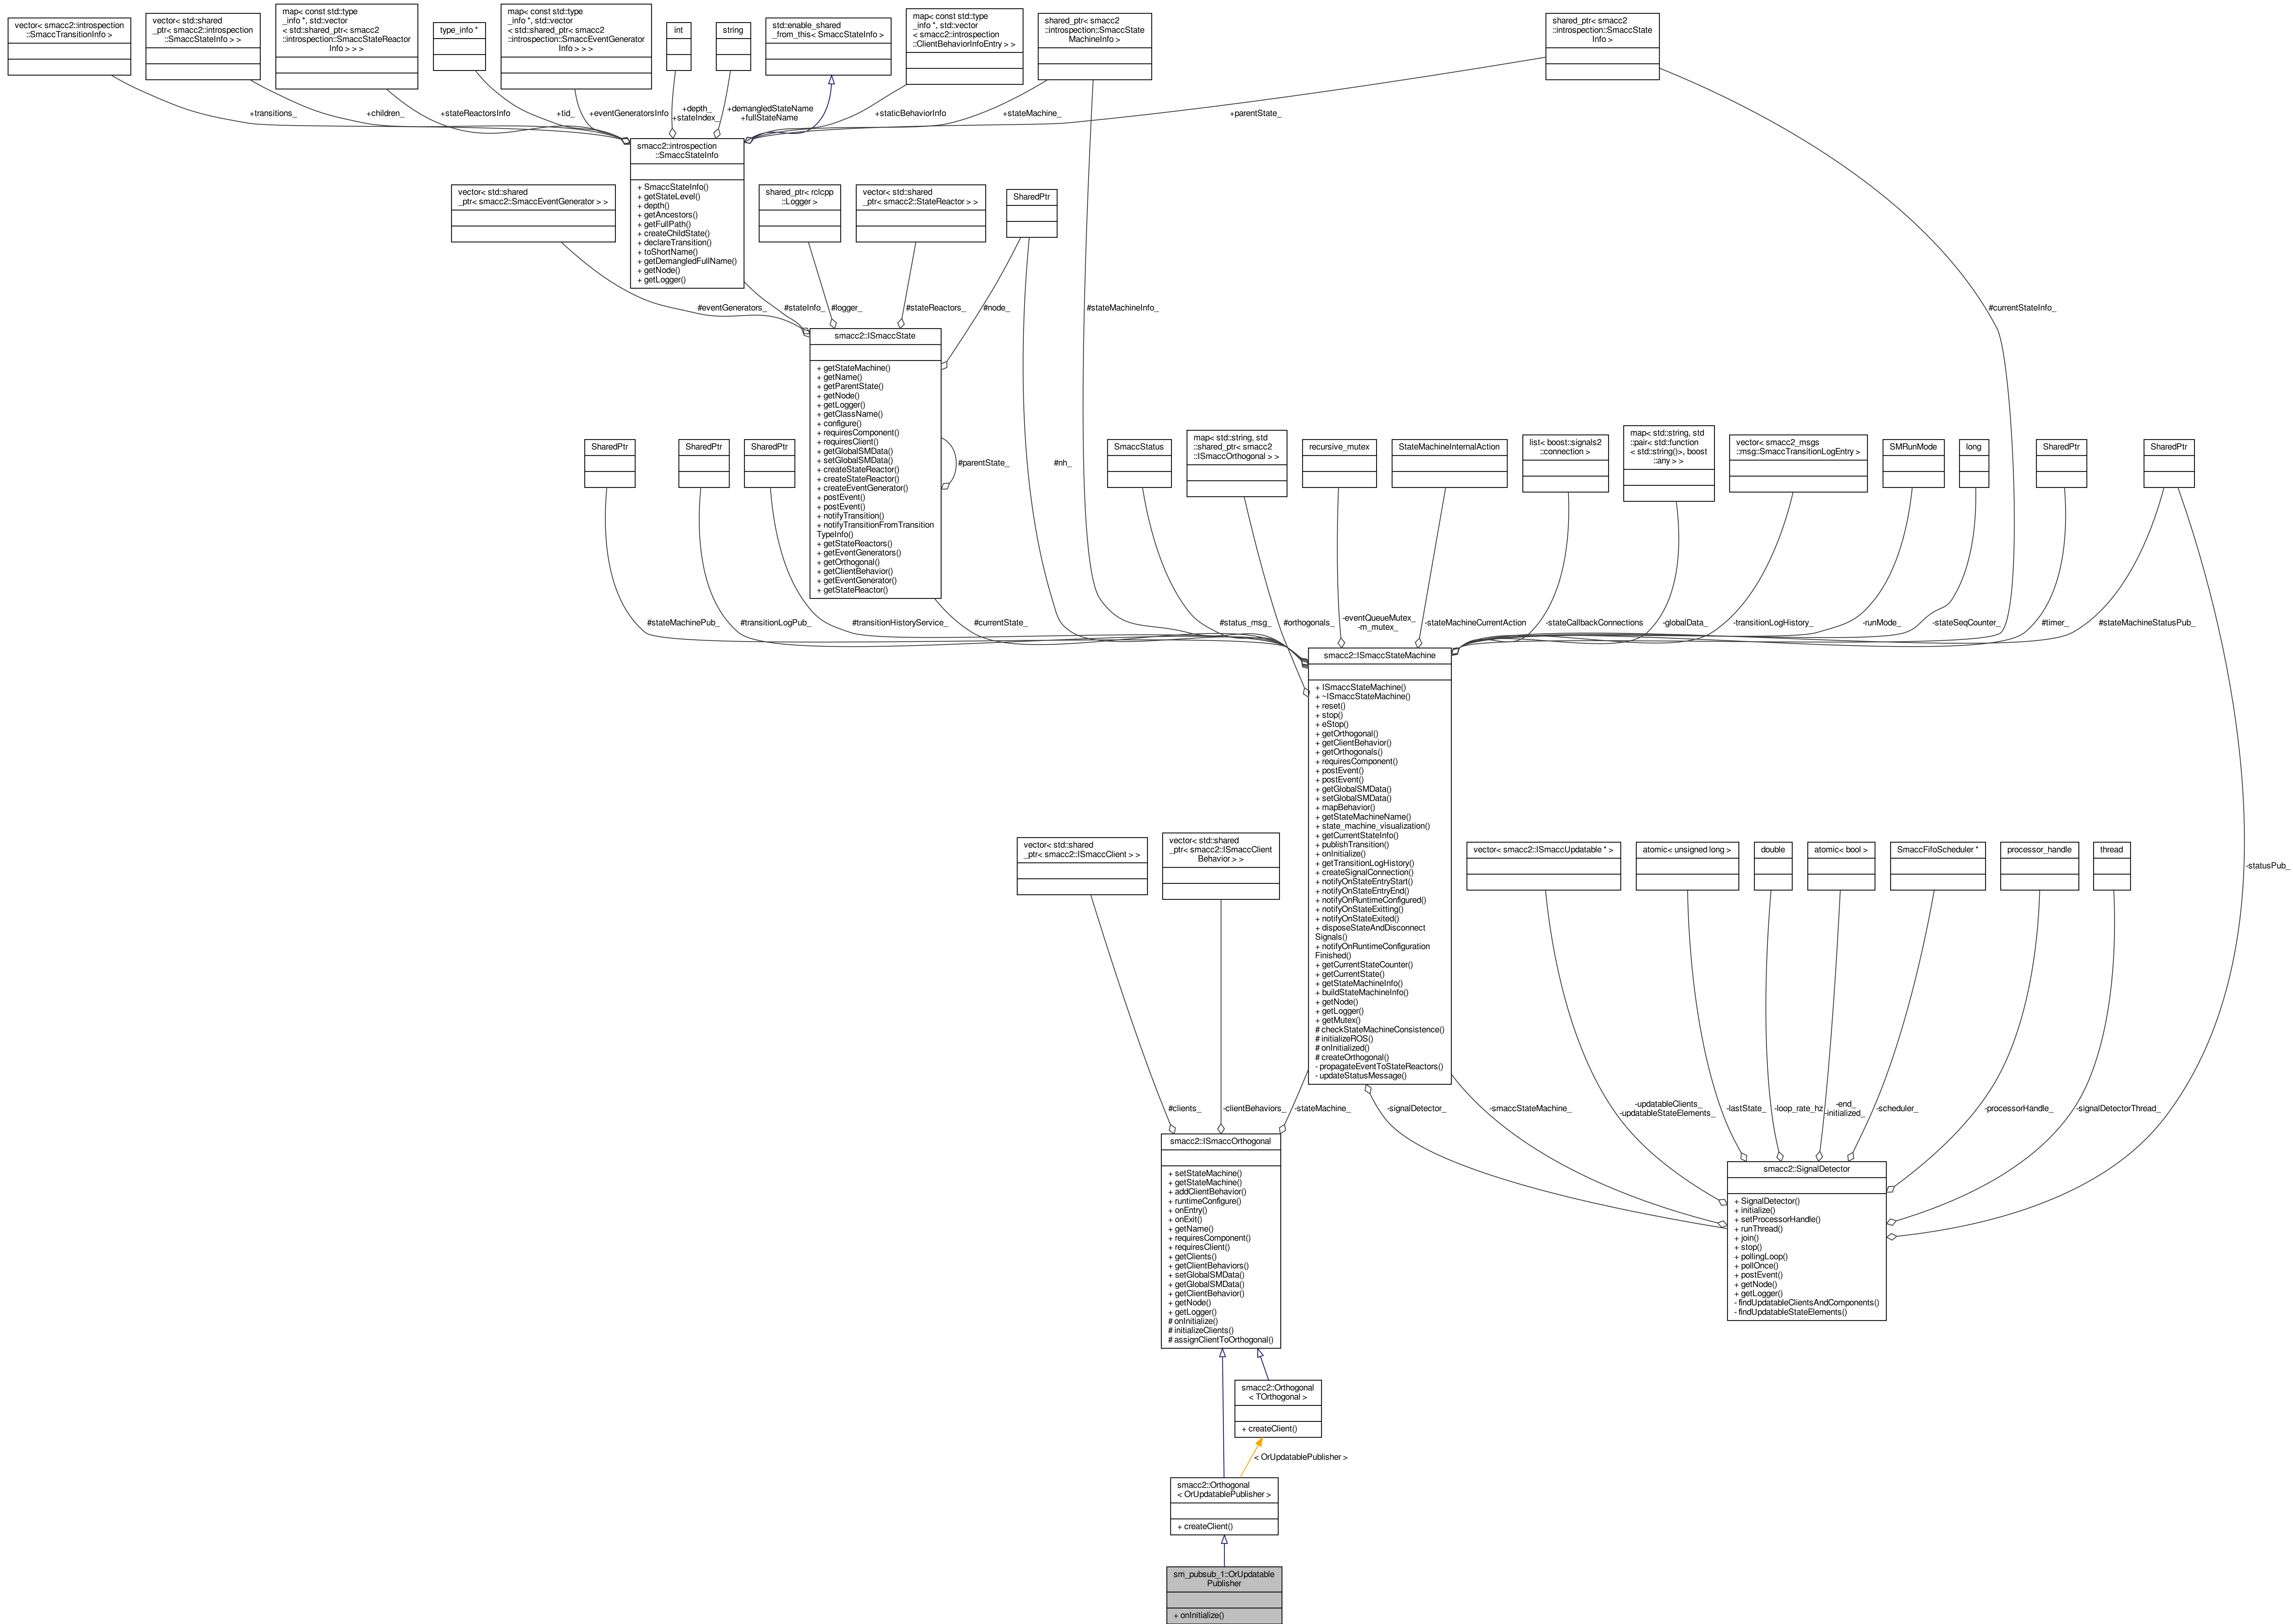 vector< smacc2::introspection
::SmaccTransitionInfo >
vector< std::shared
_ptr< smacc2::introspection
::SmaccStateInfo > >
map< const std::type
_info *, std::vector
< std::shared_ptr< smacc2
::introspection::SmaccStateReactor
Info > > >
type_info *
map< const std::type
_info *, std::vector
< std::shared_ptr< smacc2
::introspection::SmaccEventGenerator
Info > > >
int
string
std::enable_shared
_from_this< SmaccStateInfo >
map< const std::type
_info *, std::vector
< smacc2::introspection
::ClientBehaviorInfoEntry > >
shared_ptr< smacc2
::introspection::SmaccState
MachineInfo >
shared_ptr< smacc2
::introspection::SmaccState
Info >
+transitions_
+children_
+stateReactorsInfo
+tid_
+eventGeneratorsInfo
+depth_
+stateIndex_
+demangledStateName
+fullStateName
+staticBehaviorInfo
+stateMachine_
+parentState_
smacc2::introspection
::SmaccStateInfo
+ SmaccStateInfo()
+ getStateLevel()
+ depth()
+ getAncestors()
+ getFullPath()
+ createChildState()
+ declareTransition()
+ toShortName()
+ getDemangledFullName()
+ getNode()
+ getLogger()
vector< std::shared
_ptr< smacc2::SmaccEventGenerator > >
shared_ptr< rclcpp
::Logger >
vector< std::shared
_ptr< smacc2::StateReactor > >
SharedPtr
#eventGenerators_
#stateInfo_
#logger_
#stateReactors_
#node_
#stateMachineInfo_
#currentStateInfo_
smacc2::ISmaccState
+ getStateMachine()
+ getName()
+ getParentState()
+ getNode()
+ getLogger()
+ getClassName()
+ configure()
+ requiresComponent()
+ requiresClient()
+ getGlobalSMData()
+ setGlobalSMData()
+ createStateReactor()
+ createStateReactor()
+ createEventGenerator()
+ postEvent()
+ postEvent()
+ notifyTransition()
+ notifyTransitionFromTransition
TypeInfo()
+ getStateReactors()
+ getEventGenerators()
+ getOrthogonal()
+ getClientBehavior()
+ getEventGenerator()
+ getStateReactor()
#parentState_
#nh_
SharedPtr
SharedPtr
SharedPtr
SmaccStatus
map< std::string, std
::shared_ptr< smacc2
::ISmaccOrthogonal > >
recursive_mutex
StateMachineInternalAction
list< boost::signals2
::connection >
map< std::string, std
::pair< std::function
< std::string()>, boost
::any > >
vector< smacc2_msgs
::msg::SmaccTransitionLogEntry >
SMRunMode
long
SharedPtr
SharedPtr
#stateMachinePub_
#transitionLogPub_
#transitionHistoryService_
#currentState_
#status_msg_
#orthogonals_
-eventQueueMutex_
-m_mutex_
-stateMachineCurrentAction
-stateCallbackConnections
-globalData_
-transitionLogHistory_
-runMode_
-stateSeqCounter_
#timer_
#stateMachineStatusPub_
smacc2::ISmaccStateMachine
+ ISmaccStateMachine()
+ ~ISmaccStateMachine()
+ reset()
+ stop()
+ eStop()
+ getOrthogonal()
+ getClientBehavior()
+ getOrthogonals()
+ requiresComponent()
+ postEvent()
+ postEvent()
+ getGlobalSMData()
+ setGlobalSMData()
+ mapBehavior()
+ getStateMachineName()
+ state_machine_visualization()
+ getCurrentStateInfo()
+ publishTransition()
+ onInitialize()
+ getTransitionLogHistory()
+ createSignalConnection()
+ notifyOnStateEntryStart()
+ notifyOnStateEntryEnd()
+ notifyOnRuntimeConfigured()
+ notifyOnStateExitting()
+ notifyOnStateExited()
+ disposeStateAndDisconnect
Signals()
+ notifyOnRuntimeConfiguration
Finished()
+ getCurrentStateCounter()
+ getCurrentState()
+ getStateMachineInfo()
+ buildStateMachineInfo()
+ getNode()
+ getLogger()
+ getMutex()
# checkStateMachineConsistence()
# initializeROS()
# onInitialized()
# createOrthogonal()
- propagateEventToStateReactors()
- updateStatusMessage()
vector< std::shared
_ptr< smacc2::ISmaccClient > >
vector< std::shared
_ptr< smacc2::ISmaccClient
Behavior > >
vector< smacc2::ISmaccUpdatable * >
atomic< unsigned long >
double
atomic< bool >
SmaccFifoScheduler *
processor_handle
thread
-statusPub_
#clients_
-clientBehaviors_
-stateMachine_
-signalDetector_
-smaccStateMachine_
-updatableClients_
-updatableStateElements_
-lastState_
-loop_rate_hz
-end_
-initialized_
-scheduler_
-processorHandle_
-signalDetectorThread_
smacc2::ISmaccOrthogonal
+ setStateMachine()
+ getStateMachine()
+ addClientBehavior()
+ runtimeConfigure()
+ onEntry()
+ onExit()
+ getName()
+ requiresComponent()
+ requiresClient()
+ getClients()
+ getClientBehaviors()
+ setGlobalSMData()
+ getGlobalSMData()
+ getClientBehavior()
+ getNode()
+ getLogger()
# onInitialize()
# initializeClients()
# assignClientToOrthogonal()
smacc2::SignalDetector
+ SignalDetector()
+ initialize()
+ setProcessorHandle()
+ runThread()
+ join()
+ stop()
+ pollingLoop()
+ pollOnce()
+ postEvent()
+ getNode()
+ getLogger()
- findUpdatableClientsAndComponents()
- findUpdatableStateElements()
smacc2::Orthogonal
< TOrthogonal >
+ createClient()
< OrUpdatablePublisher >
smacc2::Orthogonal
< OrUpdatablePublisher >
+ createClient()
sm_pubsub_1::OrUpdatable
Publisher
+ onInitialize()